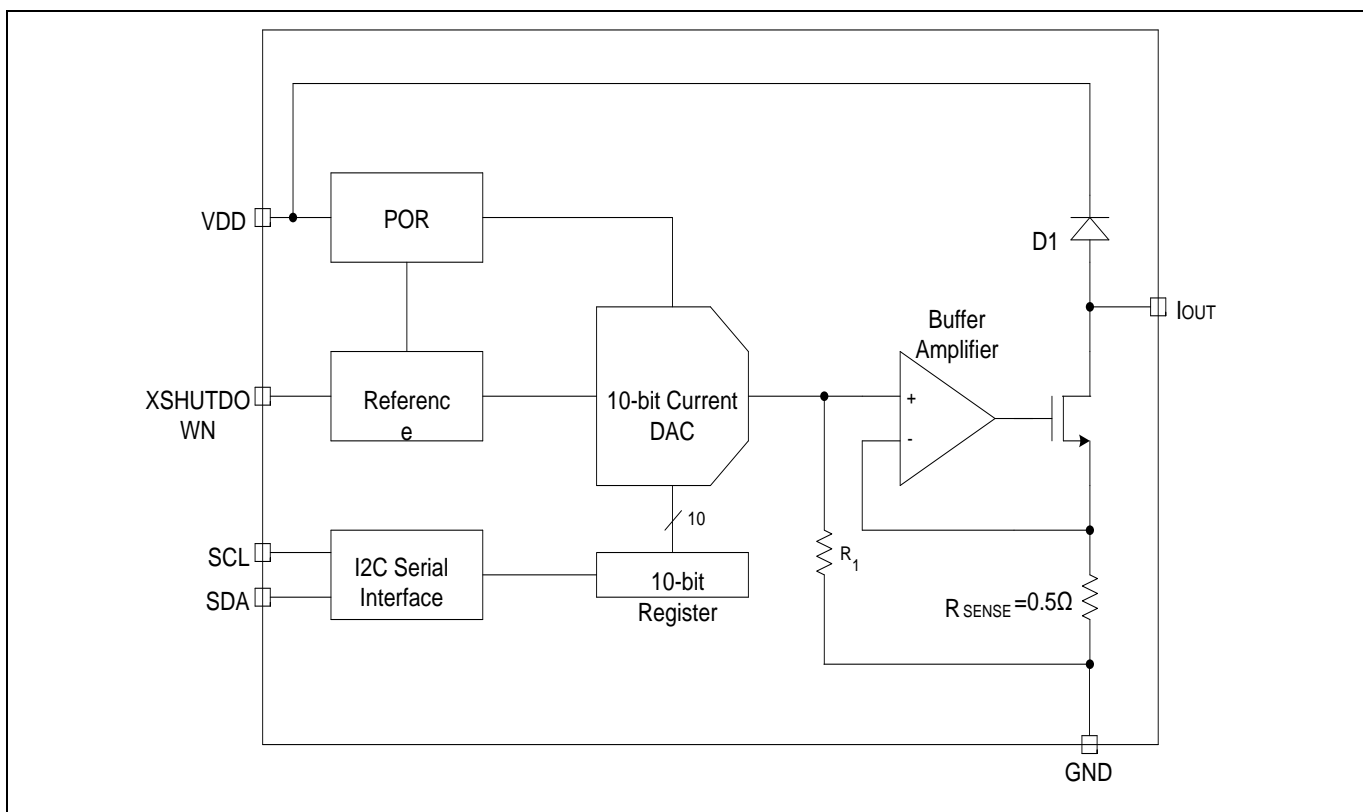 VDD
POR
D1
IOUT
Buffer
Amplifier
XSHUTDO
WN
Referenc
e
10-bit Current
DAC
+
-
10
SCL
SDA
I2C Serial
Interface
10-bit
Register
R1
R SENSE=0.5Ω
GND